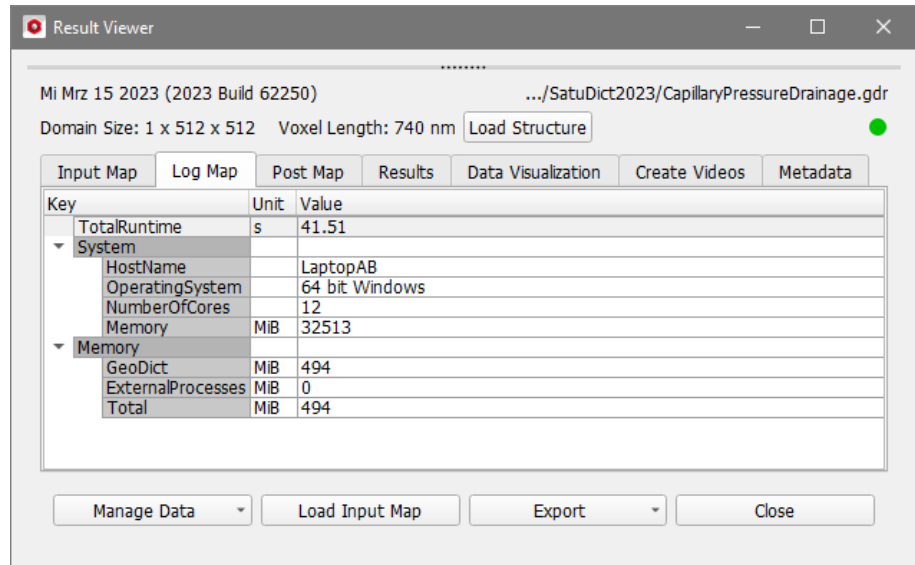 Result Viewer
Mi Mrz 15 2023 (2023 Build 62250) .../SatuDict2023/CapillaryPressureDrainage.gdr
Domain Size: 1 x 512 x 512 Voxel Length: 740 nm Load Structure
Input Map Log Map Post Map Results Data Visualization Create Videos Metadata
Key Unit Value
TotalRuntime s 41.51
System
HostName LaptopAB
OperatingSystem 64 bit Windows
NumberOfCores 12
Memory MiB 32513
Memory
GeoDict MiB 494
ExternalProcesses MiB 0
Total MiB 494
Manage Data Load Input Map Export Close